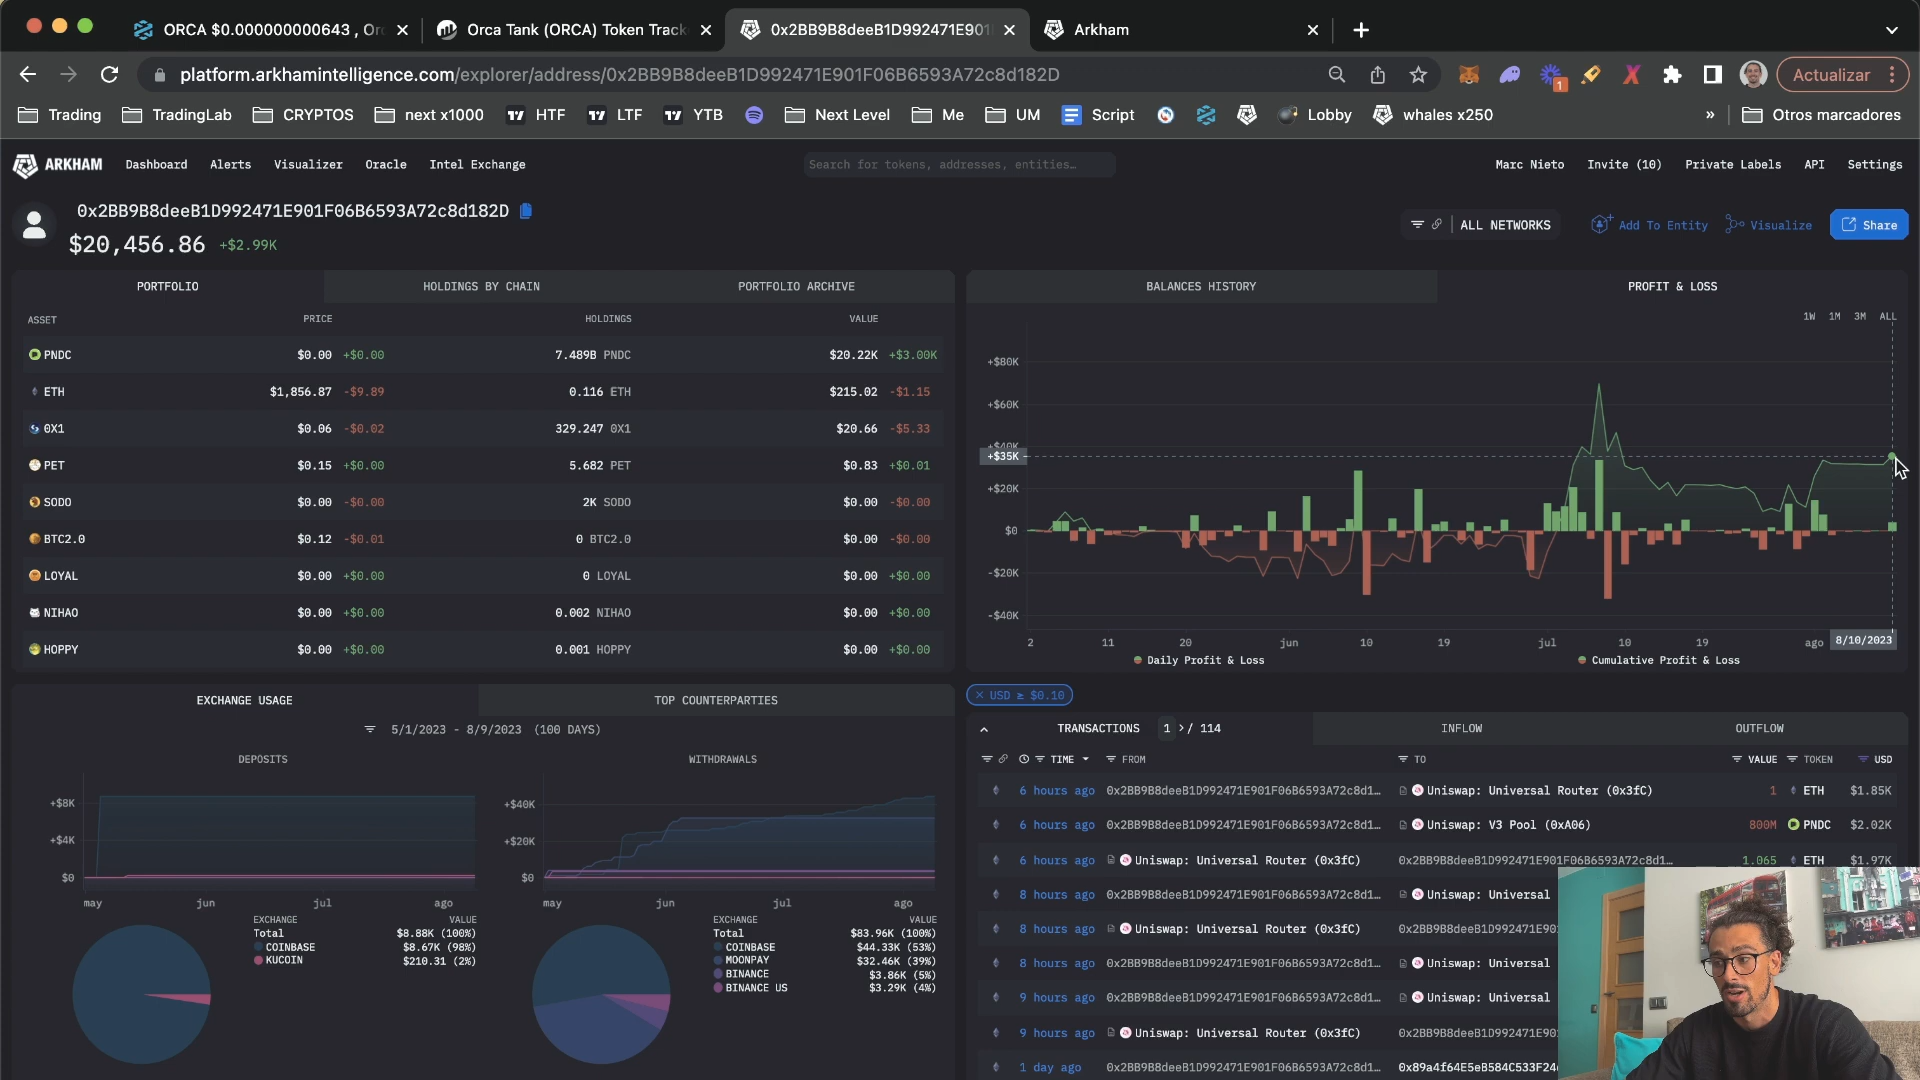 ORCA $0.000000000643 , Or
Orca Tank (ORCA) Token Track
0x2BB9B8deeB1D992471E901
Arkham
platform.arkhamintelligence.com/explorer/address/0x2BB9B8deeB1D992471E901F06B6593A72c8d182D
1
Actualizar
Trading
TradingLab
CRYPTOS
next x1000
HTF
LTF
YTB
Next Level
Me
UM
Script
Lobby
whales x250
»
Otros marcadores
ARKHAM
Dashboard
Alerts
Visualizer
Oracle
Intel Exchange
Search for tokens, addresses, entities…
Marc Nieto
Invite (10)
Private Labels
API
Settings
0x2BB9B8deeB1D992471E901F06B6593A72c8d182D
$20,456.86 +$2.99K
ALL NETWORKS
Add To Entity
Visualize
Share
PORTFOLIO
HOLDINGS BY CHAIN
PORTFOLIO ARCHIVE
ASSET PRICE HOLDINGS VALUE
PNDC $0.00 +$0.00 7.489B PNDC $20.22K +$3.00K
ETH $1,856.87 -$9.89 0.116 ETH $215.02 -$1.15
0X1 $0.06 -$0.02 329.247 0X1 $20.66 -$5.33
PET $0.15 +$0.00 5.682 PET $0.83 +$0.01
SODO $0.00 -$0.00 2K SODO $0.00 -$0.00
BTC2.0 $0.12 -$0.01 0 BTC2.0 $0.00 -$0.00
LOYAL $0.00 +$0.00 0 LOYAL $0.00 +$0.00
NIHAO $0.00 +$0.00 0.002 NIHAO $0.00 +$0.00
HOPPY $0.00 +$0.00 0.001 HOPPY $0.00 +$0.00
BALANCES HISTORY
PROFIT & LOSS
1W 1M 3M ALL
+$80K
+$60K
+$40K
+$35K
+$20K
$0
-$20K
-$40K
2 11 20 jun 10 19 jul 10 19 ago 8/10/2023
Daily Profit & Loss
Cumulative Profit & Loss
EXCHANGE USAGE
TOP COUNTERPARTIES
5/1/2023 - 8/9/2023 (100 DAYS)
DEPOSITS
+$8K
+$4K
$0
may jun jul ago
EXCHANGE VALUE
Total $8.88K (100%)
COINBASE $8.67K (98%)
KUCOIN $210.31 (2%)
WITHDRAWALS
+$40K
+$20K
$0
may jun jul ago
EXCHANGE VALUE
Total $83.96K (100%)
COINBASE $44.33K (53%)
MOONPAY $32.46K (39%)
BINANCE $3.86K (5%)
BINANCE US $3.29K (4%)
× USD ≥ $0.10
TRANSACTIONS 1 > / 114
INFLOW
OUTFLOW
TIME FROM TO VALUE TOKEN USD
6 hours ago 0x2BB9B8deeB1D992471E901F06B6593A72c8d1… Uniswap: Universal Router (0x3fC) 1 ETH $1.85K
6 hours ago 0x2BB9B8deeB1D992471E901F06B6593A72c8d1… Uniswap: V3 Pool (0xA06) 800M PNDC $2.02K
6 hours ago Uniswap: Universal Router (0x3fC) 0x2BB9B8deeB1D992471E901F06B6593A72c8d1… 1.065 ETH $1.97K
8 hours ago 0x2BB9B8deeB1D992471E901F06B6593A72c8d1… Uniswap: Universal
8 hours ago Uniswap: Universal Router (0x3fC) 0x2BB9B8deeB1D992471E901
8 hours ago 0x2BB9B8deeB1D992471E901F06B6593A72c8d1… Uniswap: Universal
9 hours ago 0x2BB9B8deeB1D992471E901F06B6593A72c8d1… Uniswap: Universal
9 hours ago Uniswap: Universal Router (0x3fC) 0x2BB9B8deeB1D992471E901
1 day ago 0x2BB9B8deeB1D992471E901F06B6593A72c8d1… 0x89a4f64E5eB584C533F24